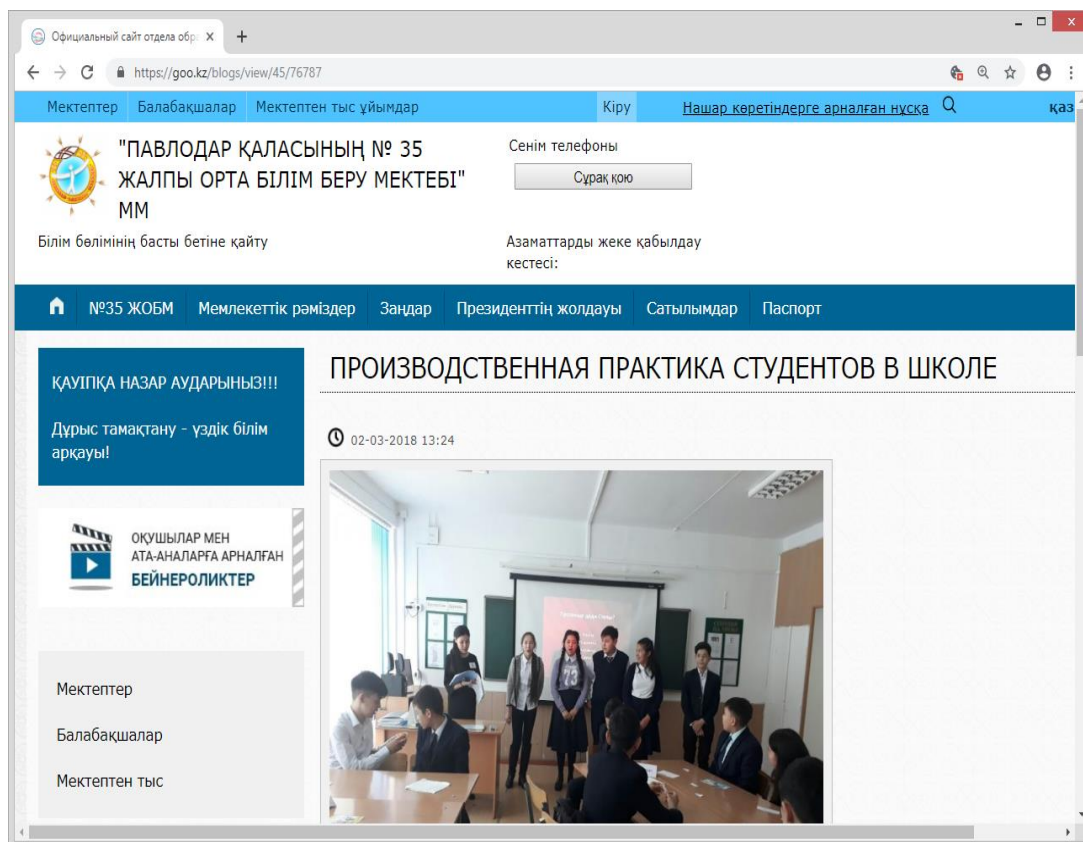 Официальный сайт отдела обр
https://goo.kz/blogs/view/45/76787
Мектептер Балабақшалар Мектептен тыс ұйымдар Кіру Нашар көретіндерге арналған нұсқа қаз
"ПАВЛОДАР ҚАЛАСЫНЫҢ № 35
ЖАЛПЫ ОРТА БІЛІМ БЕРУ МЕКТЕБІ"
ММ
Сенім телефоны
Сұрақ қою
Білім бөлімінің басты бетіне қайту
Азаматтарды жеке қабылдау
кестесі:
№35 ЖОБМ Мемлекеттік рәміздер Заңдар Президенттің жолдауы Сатылымдар Паспорт
ҚАУІПҚА НАЗАР АУДАРЫНЫЗ!!!
Дұрыс тамақтану - үздік білім
арқауы!
ПРОИЗВОДСТВЕННАЯ ПРАКТИКА СТУДЕНТОВ В ШКОЛЕ
02-03-2018 13:24
ОҚУШЫЛАР МЕН
АТА-АНАЛАРҒА АРНАЛҒАН
БЕЙНЕРОЛИКТЕР
Мектептер
Балабақшалар
Мектептен тыс